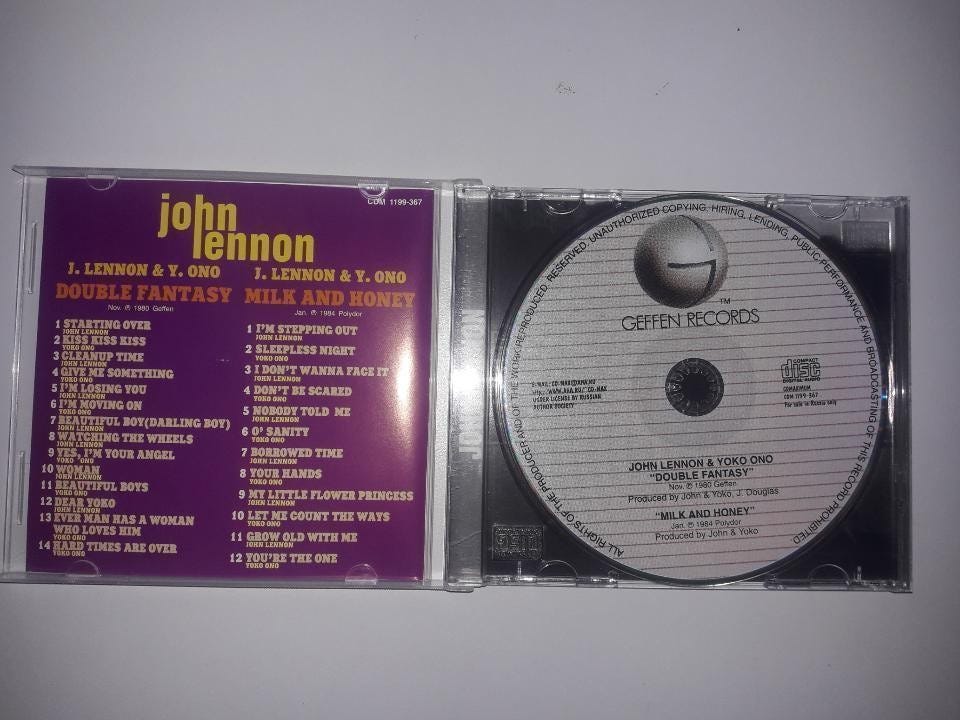 CDM 1199-367
john
lennon
J. LENNON & Y. ONO
DOUBLE FANTASY
Nov. ℗ 1980 Geffen
1 STARTING OVER
JOHN LENNON
2 KISS KISS KISS
YOKO ONO
3 CLEANUP TIME
JOHN LENNON
4 GIVE ME SOMETHING
YOKO ONO
5 I'M LOSING YOU
JOHN LENNON
6 I'M MOVING ON
YOKO ONO
7 BEAUTIFUL BOY(DARLING BOY)
JOHN LENNON
8 WATCHING THE WHEELS
JOHN LENNON
9 YES, I'M YOUR ANGEL
YOKO ONO
10 WOMAN
JOHN LENNON
11 BEAUTIFUL BOYS
YOKO ONO
12 DEAR YOKO
JOHN LENNON
13 EVER MAN HAS A WOMAN
WHO LOVES HIM
YOKO ONO
14 HARD TIMES ARE OVER
YOKO ONO
J. LENNON & Y. ONO
MILK AND HONEY
Jan. ℗ 1984 Polydor
1 I'M STEPPING OUT
JOHN LENNON
2 SLEEPLESS NIGHT
YOKO ONO
3 I DON'T WANNA FACE IT
JOHN LENNON
4 DON'T BE SCARED
YOKO ONO
5 NOBODY TOLD ME
JOHN LENNON
6 O' SANITY
YOKO ONO
7 BORROWED TIME
JOHN LENNON
8 YOUR HANDS
YOKO ONO
9 MY LITTLE FLOWER PRINCESS
JOHN LENNON
10 LET ME COUNT THE WAYS
YOKO ONO
11 GROW OLD WITH ME
JOHN LENNON
12 YOU'RE THE ONE
YOKO ONO
ALL RIGHTS OF THE PRODUCER AND OF THE WORK REPRODUCED RESERVED. UNAUTHORIZED COPYING, HIRING, LENDING, PUBLIC PERFORMANCE AND BROADCASTING OF THIS RECORD PROHIBITED
TM
GEFFEN RECORDS
UNDER LICENSE BY RUSSIAN
AUTHOR SOCIETY
COMPACT
disc
DIGITAL AUDIO
CDMAXIMUM
CDM 1199-367
For sale in Russia only
JOHN LENNON & YOKO ONO
"DOUBLE FANTASY"
Nov. ℗ 1980 Geffen
Produced by John & Yoko, J. Douglas
"MILK AND HONEY"
Jan. ℗ 1984 Polydor
Produced by John & Yoko